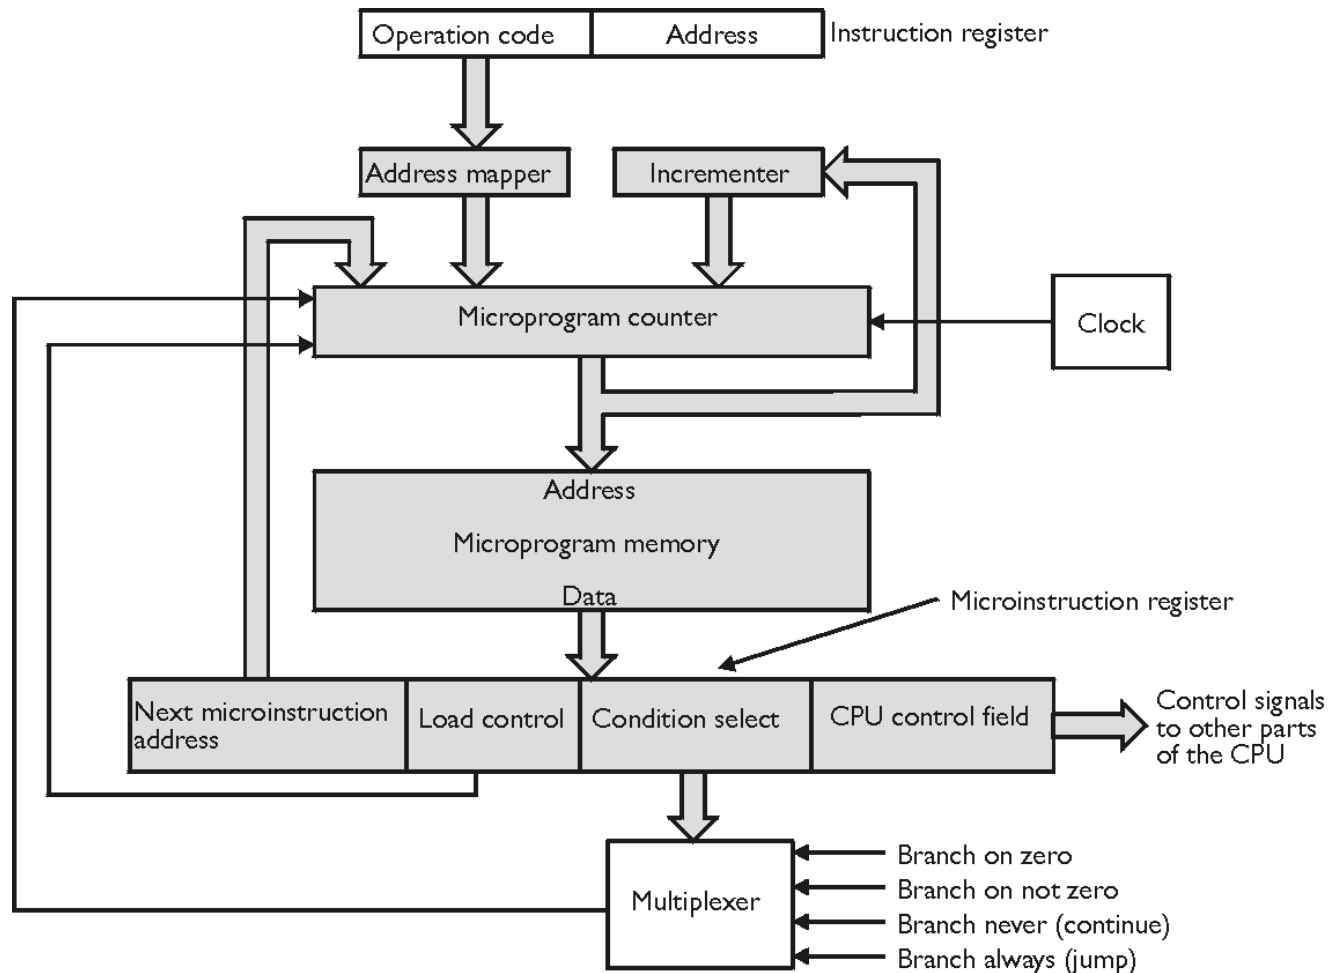 Operation code
Address
Instruction register
Address mapper
Incrementer
Microprogram counter
Clock
Address
Microprogram memory
Data
Microinstruction register
Next microinstruction
address
Load control
Condition select
CPU control field
Control signals
to other parts
of the CPU
Multiplexer
Branch on zero
Branch on not zero
Branch never (continue)
Branch always (jump)